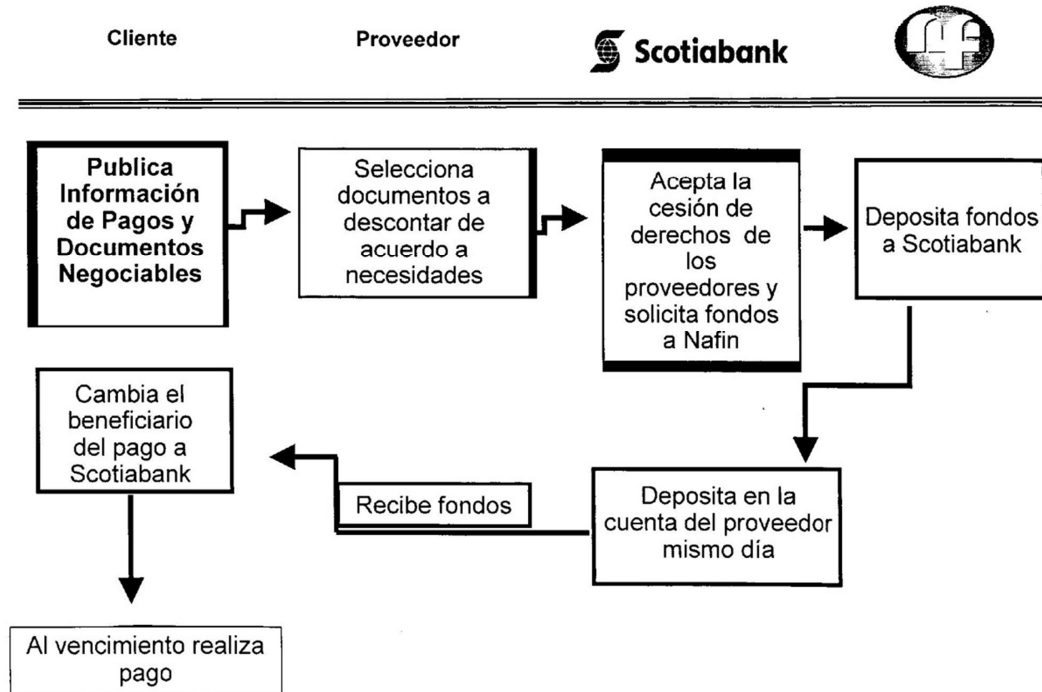 Cliente
Proveedor
Scotiabank
nf
Publica
Información
de Pagos y
Documentos
Negociables
Selecciona
documentos a
descontar de
acuerdo a
necesidades
Acepta la
cesión de
derechos de
los
proveedores y
solicita fondos
a Nafin
Deposita fondos
a Scotiabank
Cambia el
beneficiario
del pago a
Scotiabank
Recibe fondos
Deposita en la
cuenta del proveedor
mismo día
Al vencimiento realiza
pago